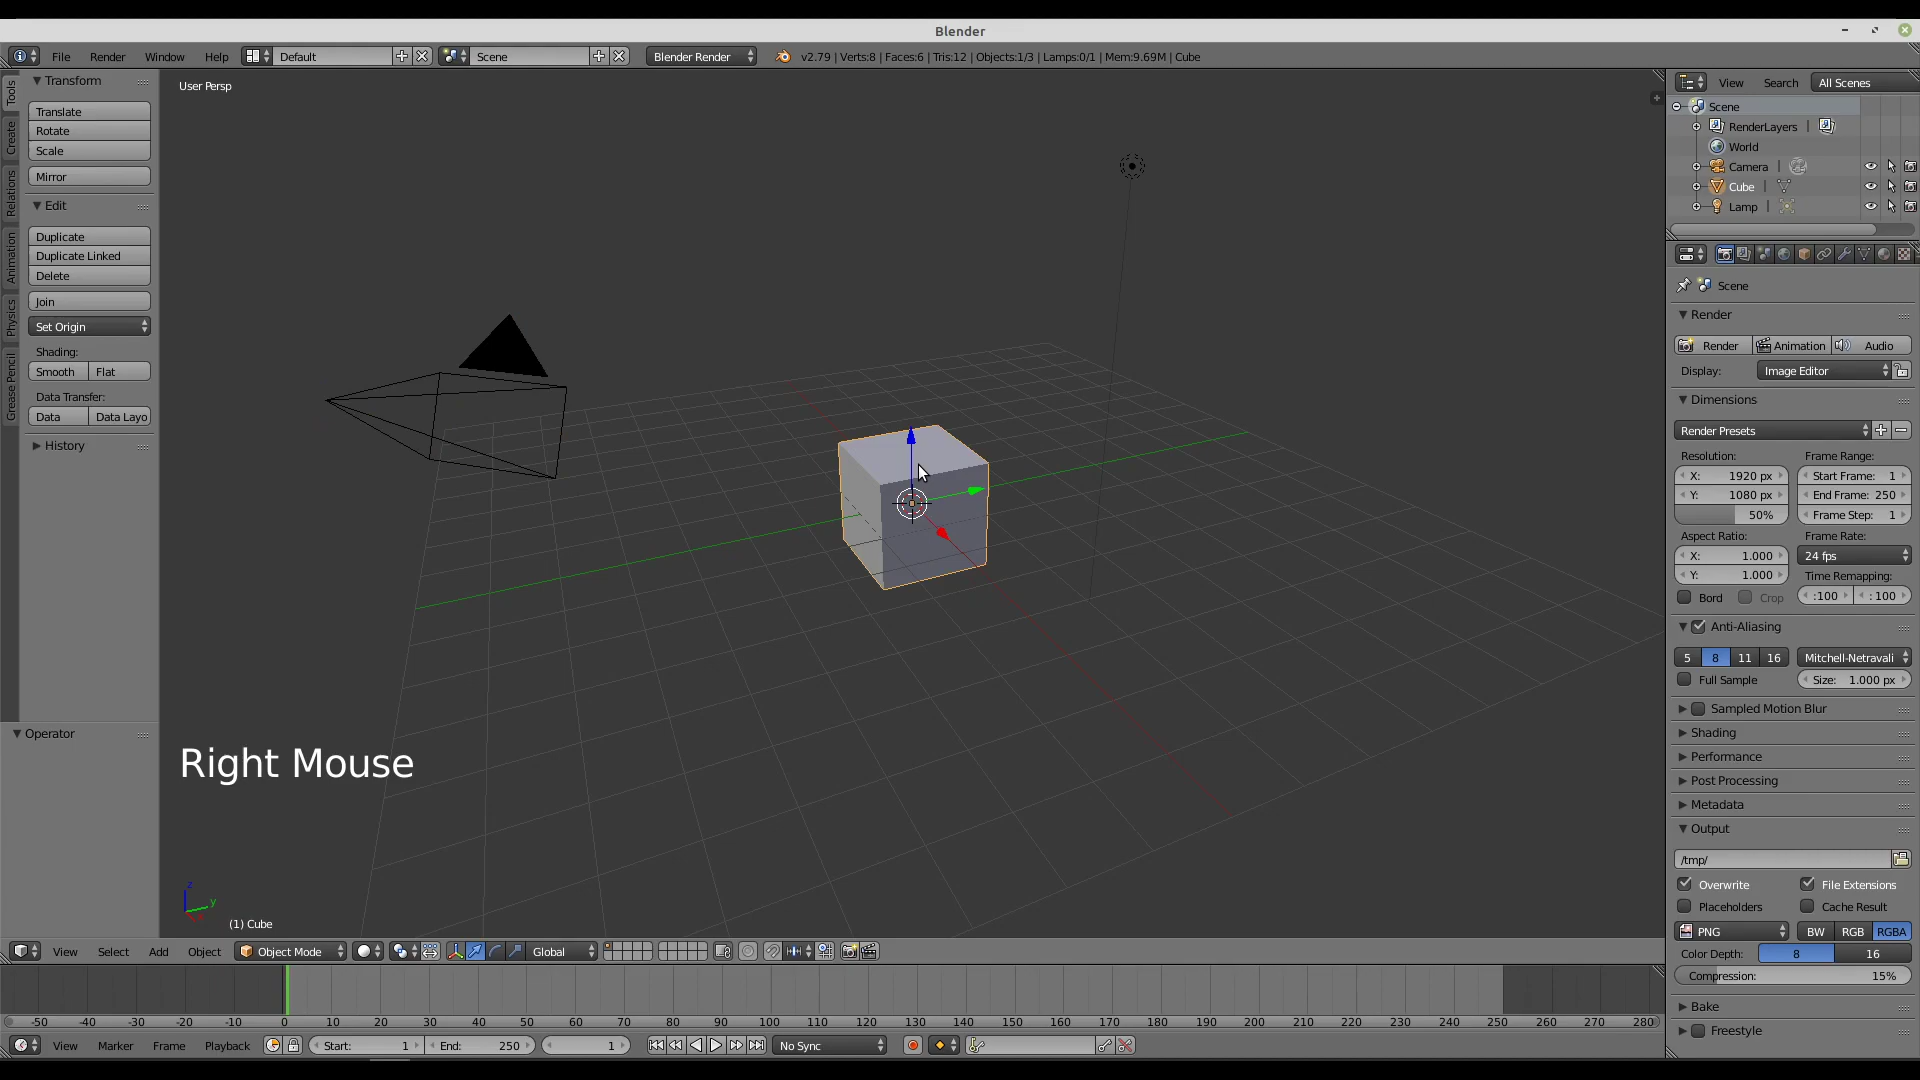 Blender
File Render Window Help Default Scene Blender Render v2.79 | Verts:8 | Faces:6 | Tris:12 | Objects:1/3 | Lamps:0/1 | Mem:9.69M | Cube
Tools
Create
Relations
Animation
Physics
Grease Pencil
Transform
Translate
Rotate
Scale
Mirror
Edit
Duplicate
Duplicate Linked
Delete
Join
Set Origin
Shading:
Smooth Flat
Data Transfer:
Data Data Layo
History
Operator
User Persp
Right Mouse
z
y
(1) Cube
View Select Add Object Object Mode Global
-50 -40 -30 -20 -10 0 10 20 30 40 50 60 70 80 90 100 110 120 130 140 150 160 170 180 190 200 210 220 230 240 250 260 270 280
View Marker Frame Playback Start: 1 End: 250 1 No Sync
View Search All Scenes
Scene
RenderLayers |
World
Camera |
Cube |
Lamp |
Scene
Render
Render Animation Audio
Display: Image Editor
Dimensions
Render Presets
Resolution: Frame Range:
X: 1920 px Start Frame: 1
Y: 1080 px End Frame: 250
50% Frame Step: 1
Aspect Ratio: Frame Rate:
X: 1.000 24 fps
Y: 1.000 Time Remapping:
Bord Crop :100 : 100
Anti-Aliasing
5 8 11 16 Mitchell-Netravali
Full Sample Size: 1.000 px
Sampled Motion Blur
Shading
Performance
Post Processing
Metadata
Output
/tmp/
Overwrite File Extensions
Placeholders Cache Result
PNG BW RGB RGBA
Color Depth: 8 16
Compression: 15%
Bake
Freestyle